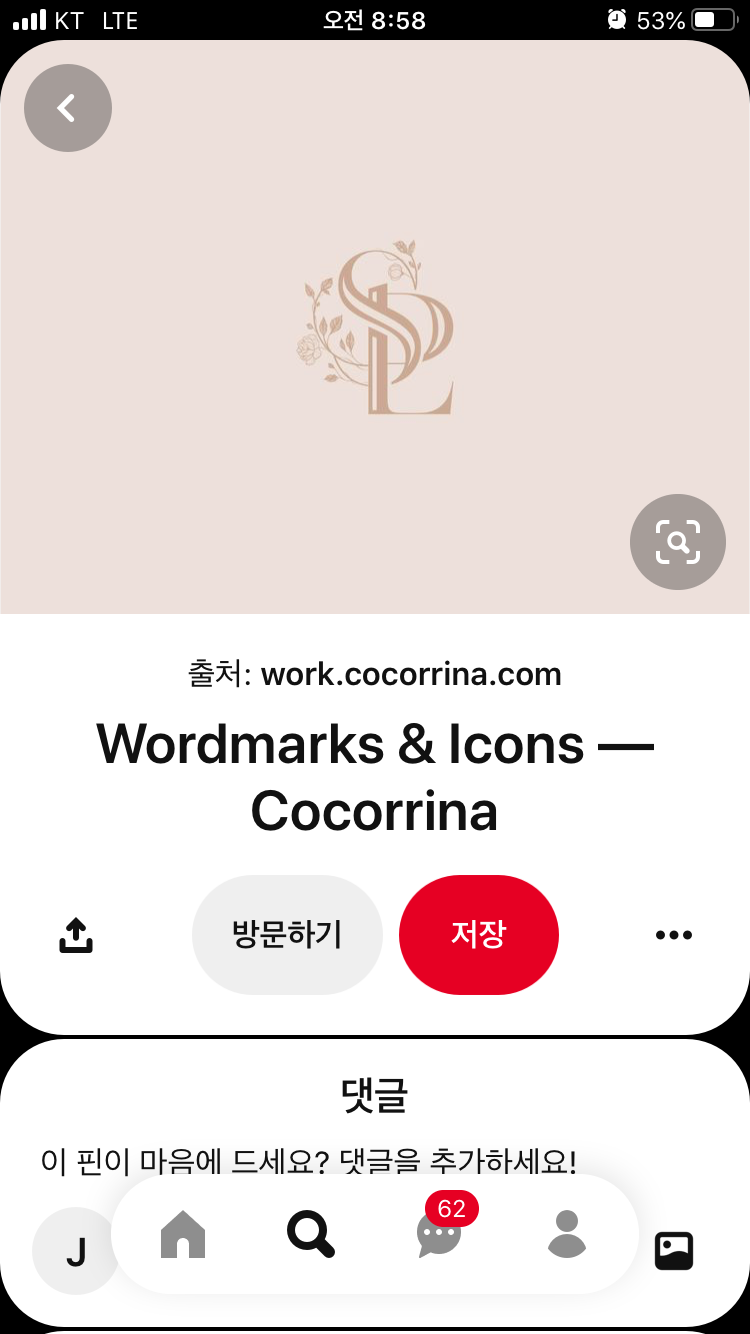 KT LTE 오전 8:58 53%
SPL
출처: work.cocorrina.com
Wordmarks & Icons —
Cocorrina
방문하기 저장
댓글
이 핀이 마음에 드세요? 댓글을 추가하세요!
J 62